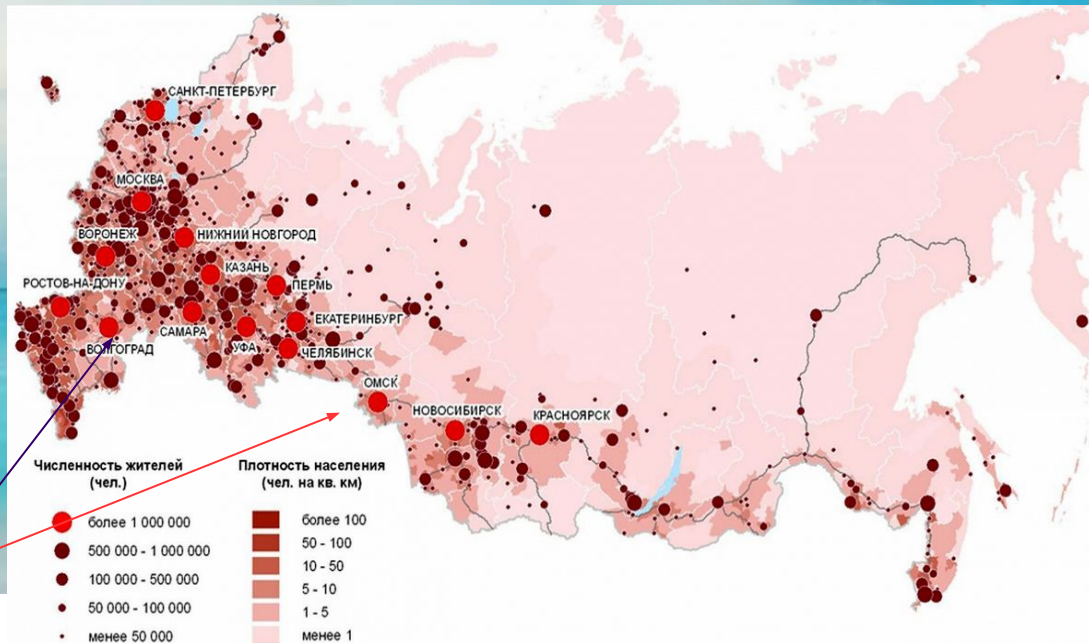 САНКТ-ПЕТЕРБУРГ
МОСКВА
ВОРОНЕЖ
НИЖНИЙ НОВГОРОД
КАЗАНЬ
РОСТОВ-НА-ДОНУ
ПЕРМЬ
ЕКАТЕРИНБУРГ
САМАРА
ВОЛГОГРАД
УФА
ЧЕЛЯБИНСК
ОМСК
НОВОСИБИРСК
КРАСНОЯРСК
Численность жителей
(чел.)
более 1 000 000
500 000 - 1 000 000
100 000 - 500 000
50 000 - 100 000
менее 50 000
Плотность населения
(чел. на кв. км)
более 100
50 - 100
10 - 50
5 - 10
1 - 5
менее 1